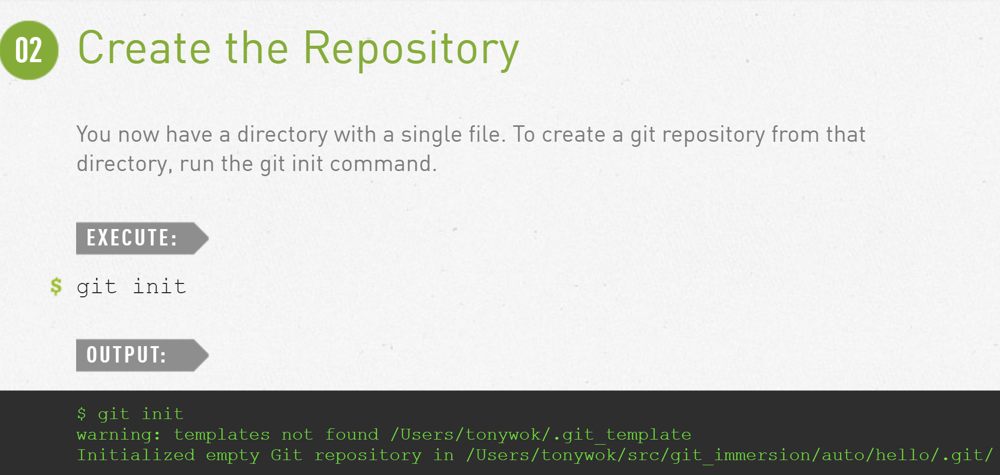 02 Create the Repository
You now have a directory with a single file. To create a git repository from that
directory, run the git init command.
EXECUTE:
$ git init
OUTPUT:
$ git init
warning: templates not found /Users/tonywok/.git_template
Initialized empty Git repository in /Users/tonywok/src/git_immersion/auto/hello/.git/